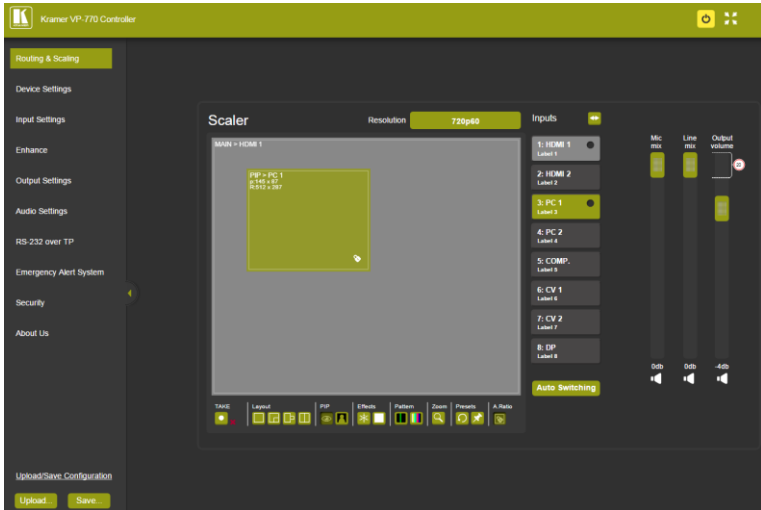 Kramer VP-770 Controller
Routing & Scaling
Device Settings
Input Settings
Enhance
Output Settings
Audio Settings
RS-232 over TP
Emergency Alert System
Security
About Us
Upload/Save Configuration
Upload...
Save...
Scaler
Resolution
720p60
MAIN > HDMI 1
PIP > PC 1
p:145 x 97
R:512 x 287
TAKE
Layout
PIP
Effects
Pattern
Zoom
Presets
A.Ratio
Inputs
1: HDMI 1
Label 1
2: HDMI 2
Label 2
3: PC 1
Label 3
4: PC 2
Label 4
5: COMP.
Label 5
6: CV 1
Label 6
7: CV 2
Label 7
8: DP
Label 8
Auto Switching
Mic mix
Line mix
Output volume
0db
0db
-4db